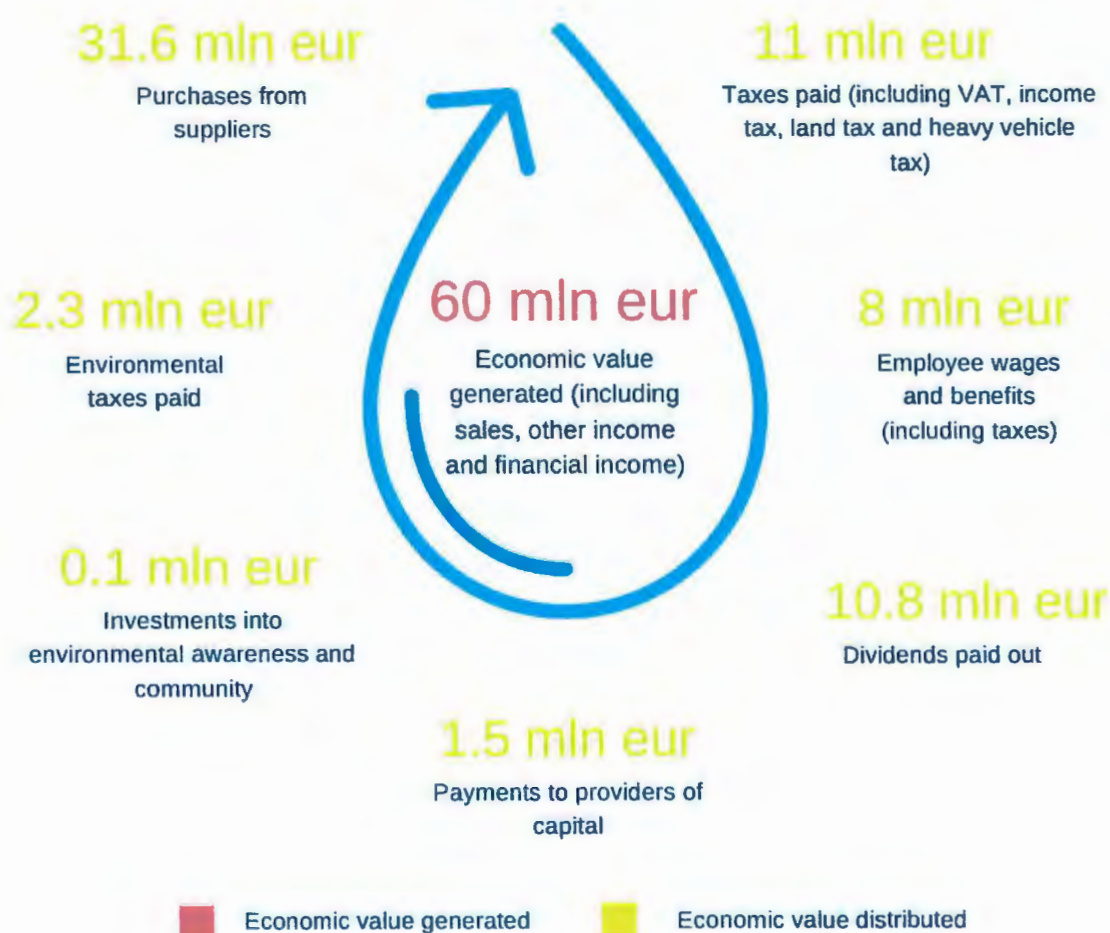 31.6 mln eur
Purchases from
suppliers
11 mln eur
Taxes paid (including VAT, income
tax, land tax and heavy vehicle
tax)
2.3 mln eur
Environmental
taxes paid
60 mln eur
Economic value
generated (including
sales, other income
and financial income)
8 mln eur
Employee wages
and benefits
(including taxes)
0.1 mln eur
Investments into
environmental awareness and
community
10.8 mln eur
Dividends paid out
1.5 mln eur
Payments to providers of
capital
Economic value generated
Economic value distributed